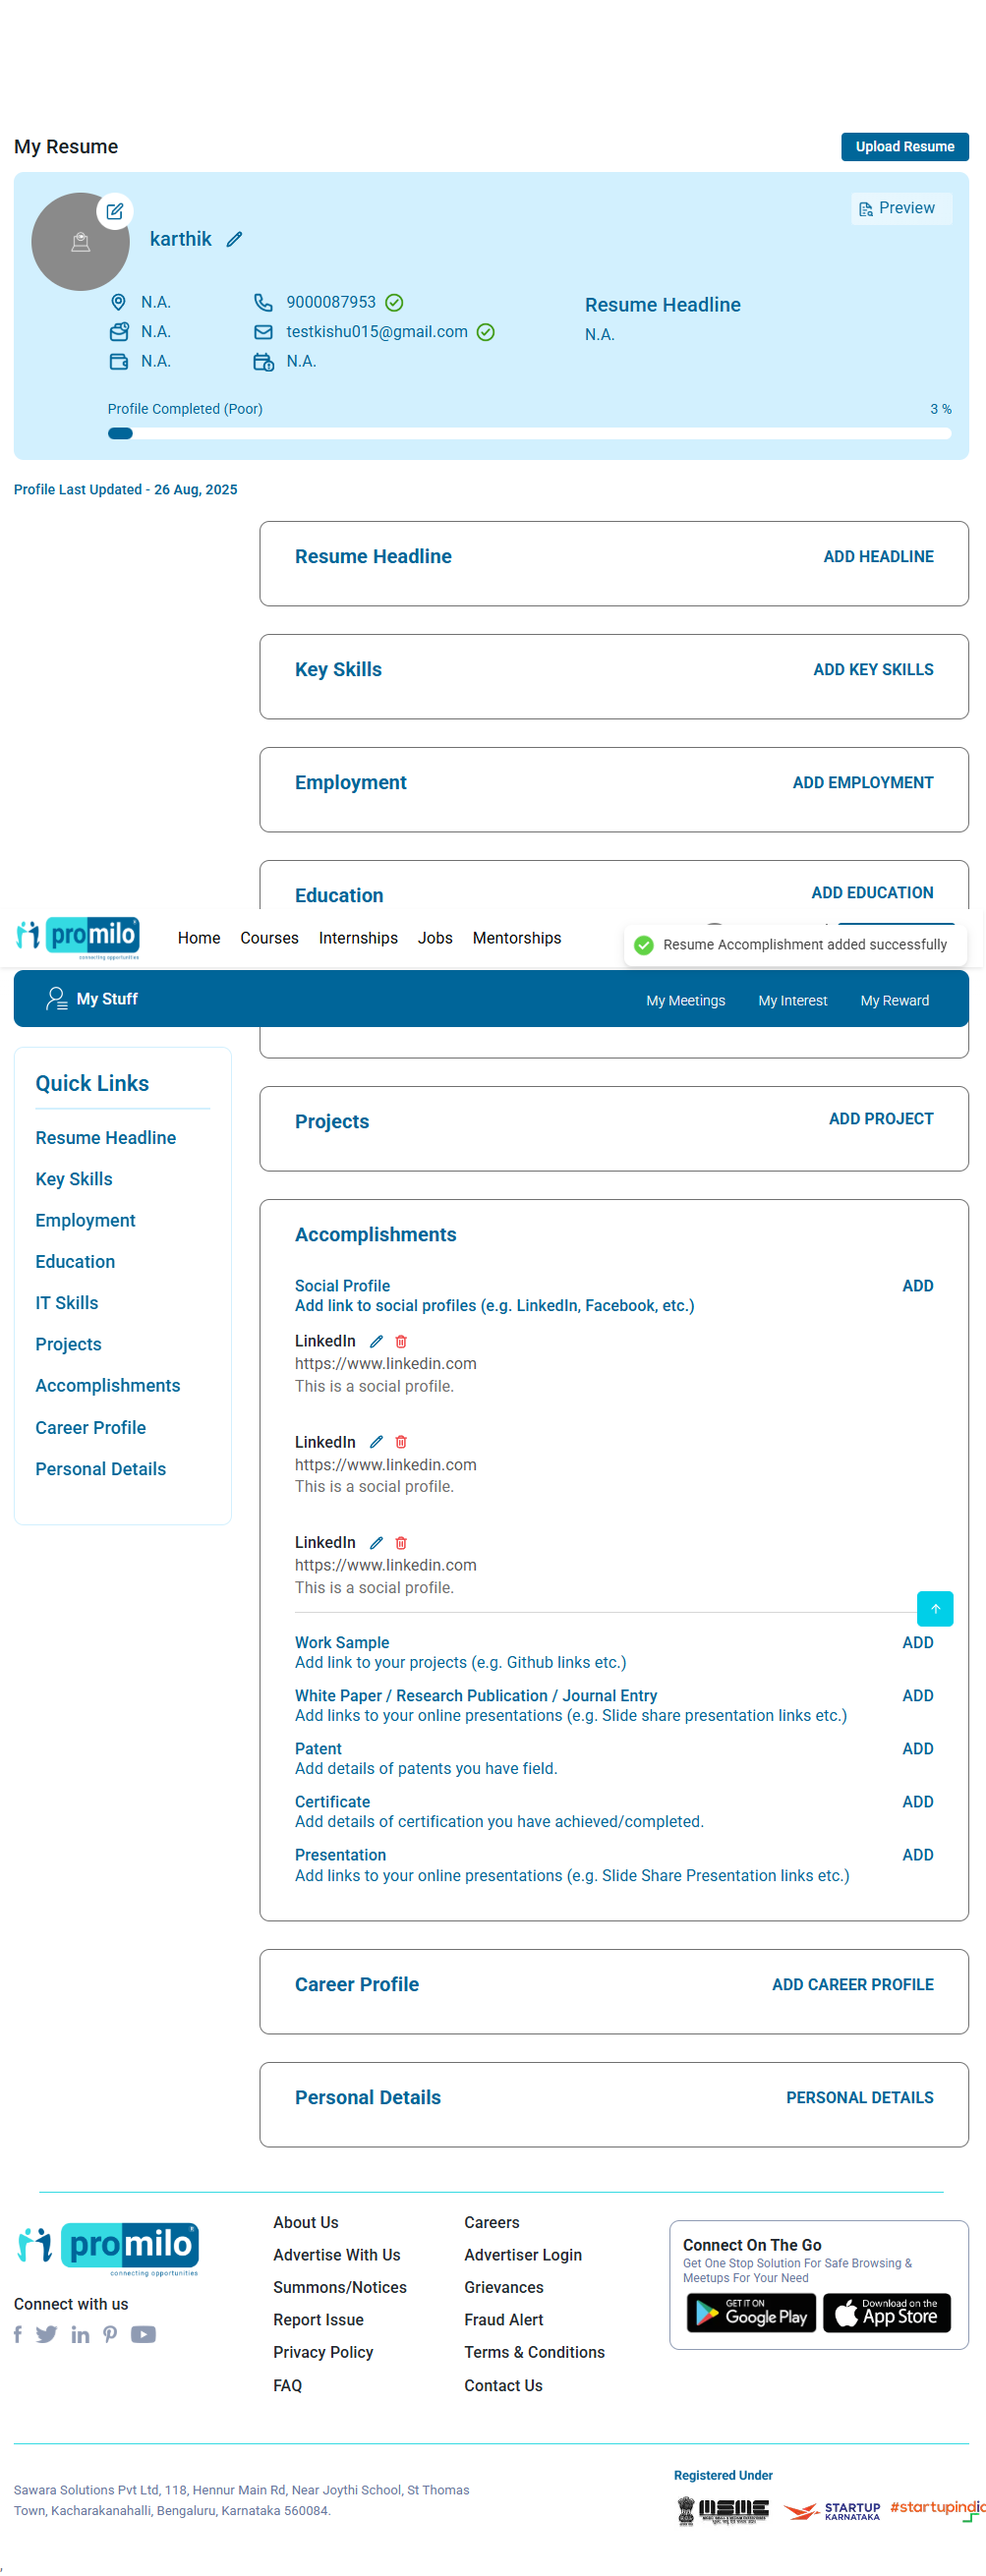 My Resume
Upload Resume
Preview
karthik
N.A.
9000087953
Resume Headline
N.A.
testkishu015@gmail.com
N.A.
N.A.
N.A.
Profile Completed (Poor)
3 %
Profile Last Updated - 26 Aug, 2025
Resume Headline
ADD HEADLINE
Key Skills
ADD KEY SKILLS
Employment
ADD EMPLOYMENT
Education
ADD EDUCATION
promilo
connecting opportunities
Home
Courses
Internships
Jobs
Mentorships
Resume Accomplishment added successfully
My Stuff
My Meetings
My Interest
My Reward
Quick Links
Resume Headline
Key Skills
Employment
Education
IT Skills
Projects
Accomplishments
Career Profile
Personal Details
Projects
ADD PROJECT
Accomplishments
Social Profile
ADD
Add link to social profiles (e.g. LinkedIn, Facebook, etc.)
LinkedIn
https://www.linkedin.com
This is a social profile.
LinkedIn
https://www.linkedin.com
This is a social profile.
LinkedIn
https://www.linkedin.com
This is a social profile.
Work Sample
ADD
Add link to your projects (e.g. Github links etc.)
White Paper / Research Publication / Journal Entry
ADD
Add links to your online presentations (e.g. Slide share presentation links etc.)
Patent
ADD
Add details of patents you have field.
Certificate
ADD
Add details of certification you have achieved/completed.
Presentation
ADD
Add links to your online presentations (e.g. Slide Share Presentation links etc.)
Career Profile
ADD CAREER PROFILE
Personal Details
PERSONAL DETAILS
promilo
connecting opportunities
Connect with us
About Us
Advertise With Us
Summons/Notices
Report Issue
Privacy Policy
FAQ
Careers
Advertiser Login
Grievances
Fraud Alert
Terms & Conditions
Contact Us
Connect On The Go
Get One Stop Solution For Safe Browsing &
Meetups For Your Need
GET IT ON
Google Play
Download on the
App Store
Sawara Solutions Pvt Ltd, 118, Hennur Main Rd, Near Joythi School, St Thomas
Town, Kacharakanahalli, Bengaluru, Karnataka 560084.
Registered Under
MSME
STARTUP
KARNATAKA
#startupindia
,